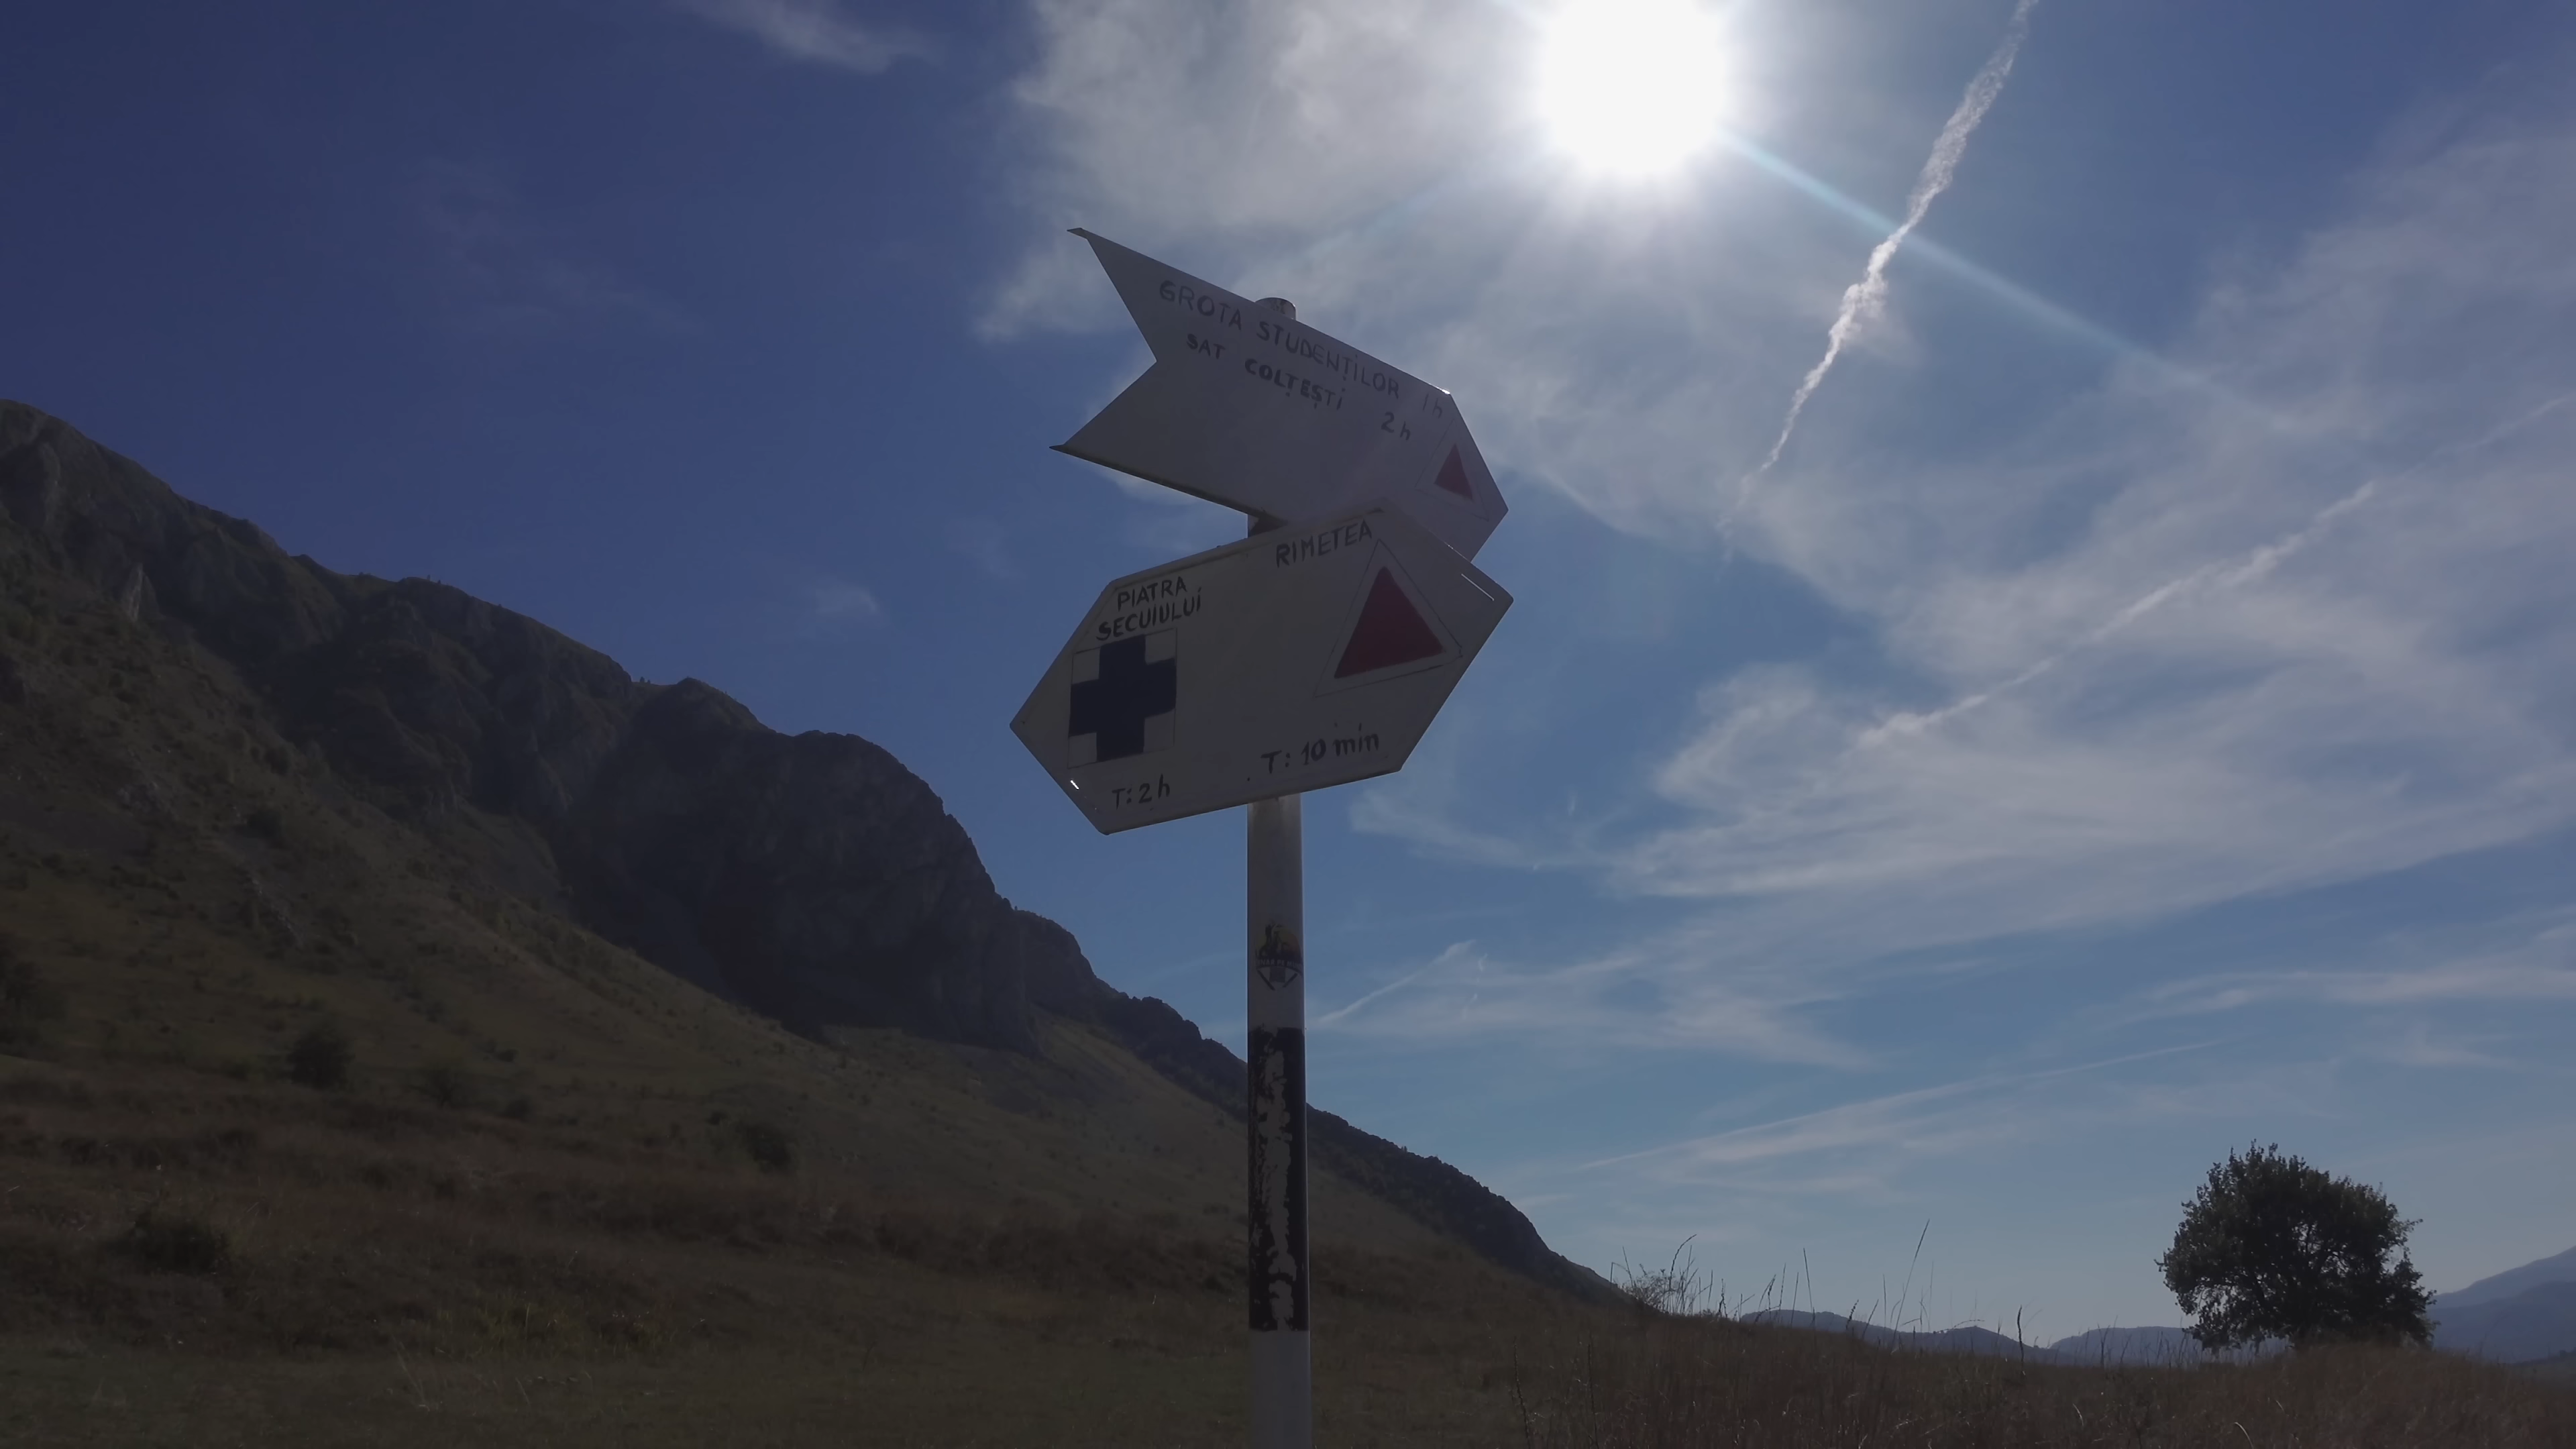 GROTA STUDENȚILOR 1h
SAT COLȚEȘTI 2h
PIATRA
SECUIULUI
T: 2h
RIMETEA
T: 10 min